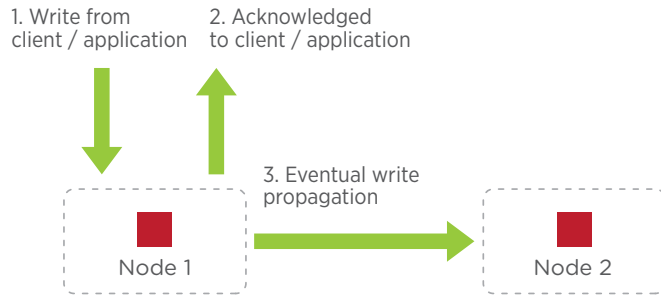 1. Write from
client / application
2. Acknowledged
to client / application
3. Eventual write
propagation
Node 1
Node 2